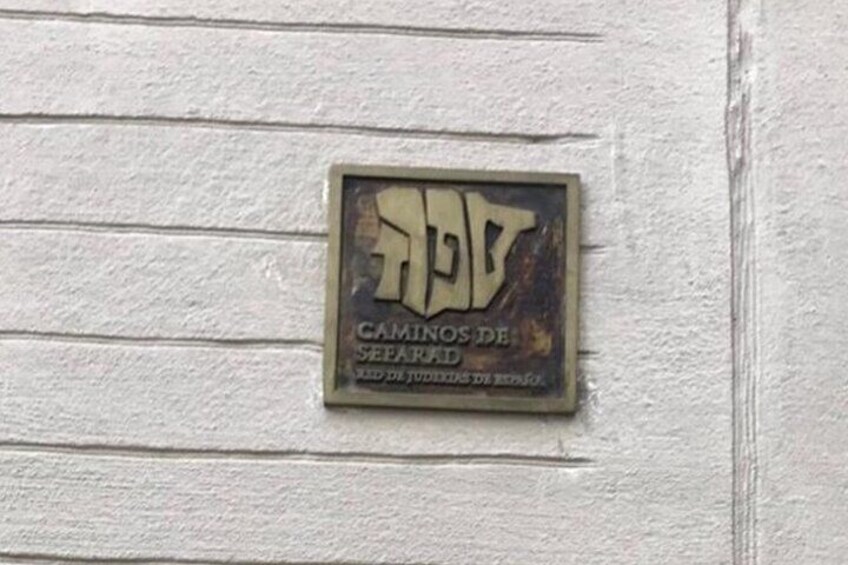 ספרד
CAMINOS DE
SEFARAD
RED DE JUDERÍAS DE ESPAÑA